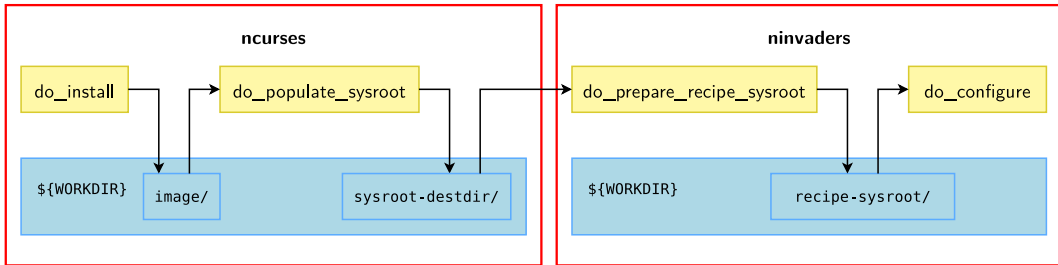 ncurses
do_install
do_populate_sysroot
${WORKDIR}
image/
sysroot-destdir/
ninvaders
do_prepare_recipe_sysroot
do_configure
${WORKDIR}
recipe-sysroot/